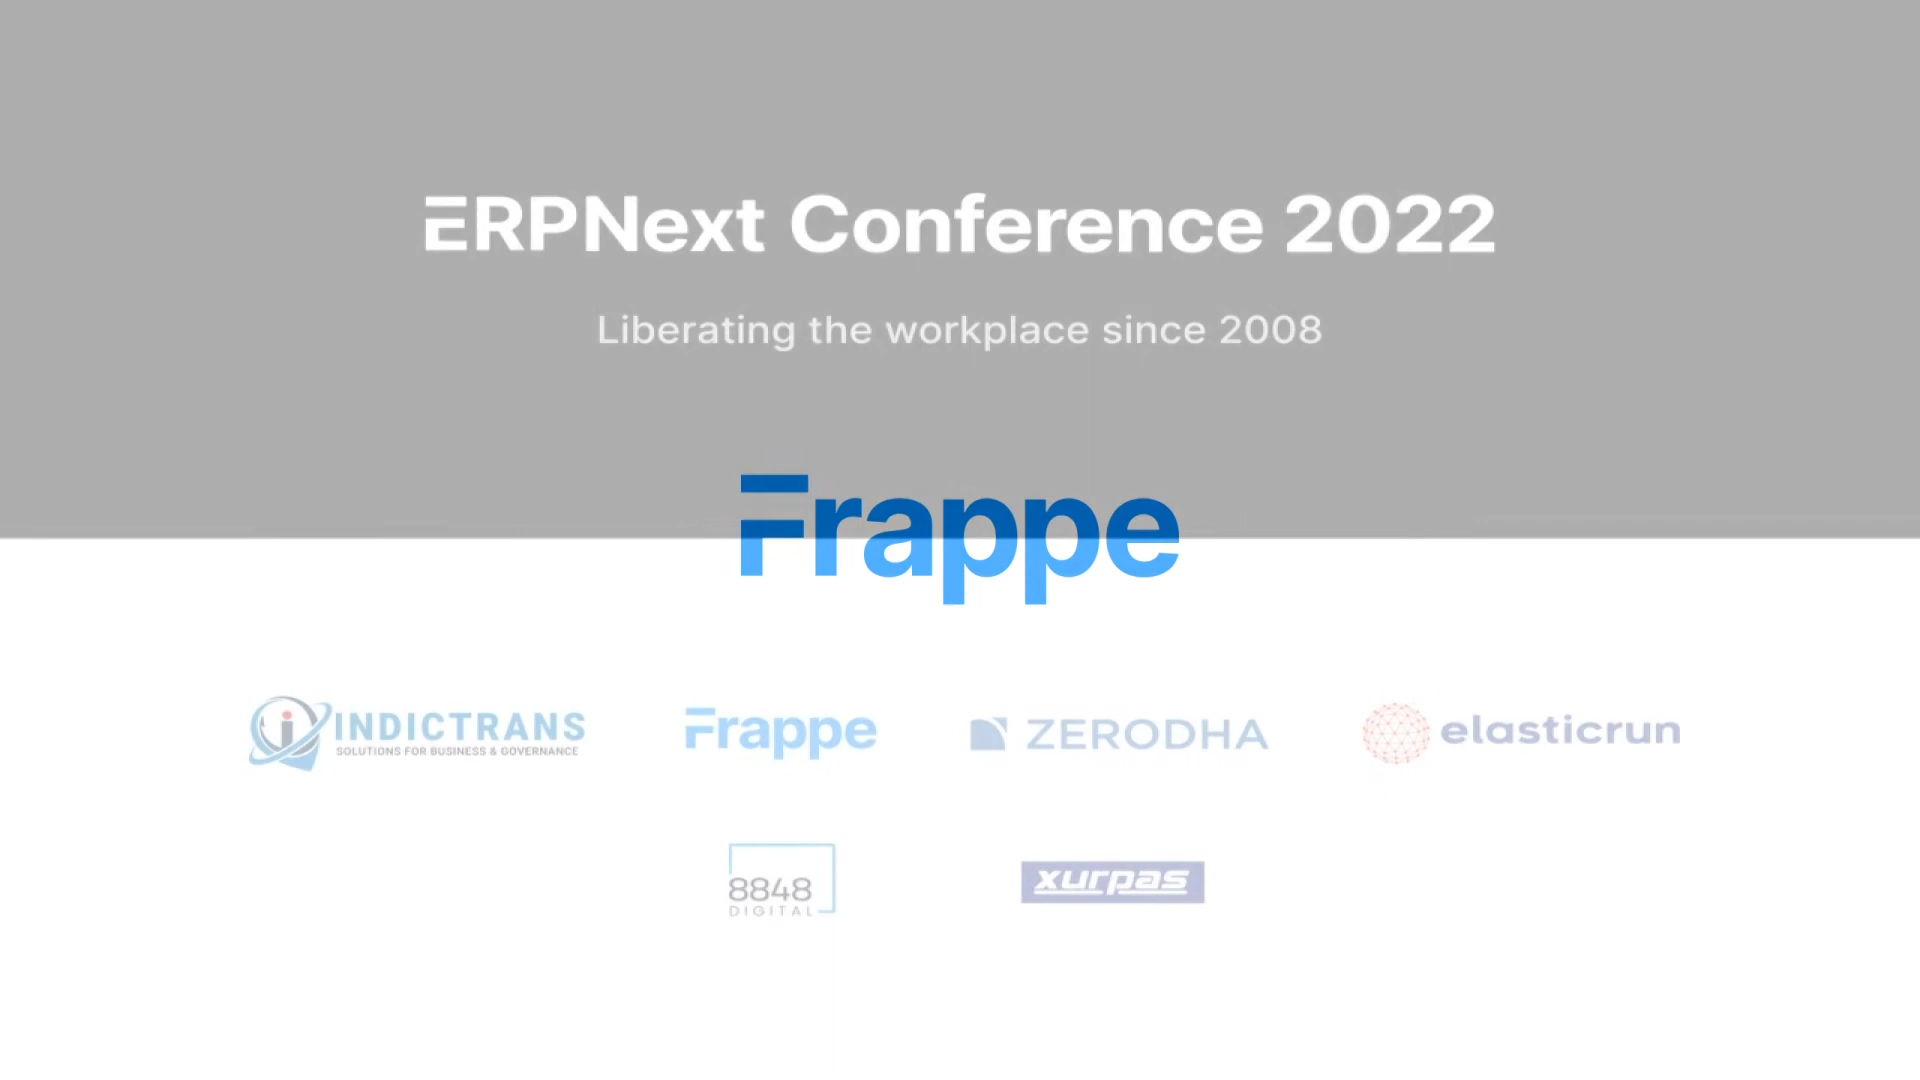 ERPNext Conference 2022
Liberating the workplace since 2008
Frappe
INDICTRANS
SOLUTIONS FOR BUSINESS & GOVERNANCE
Frappe
ZERODHA
elasticrun
8848
DIGITAL
xurpas